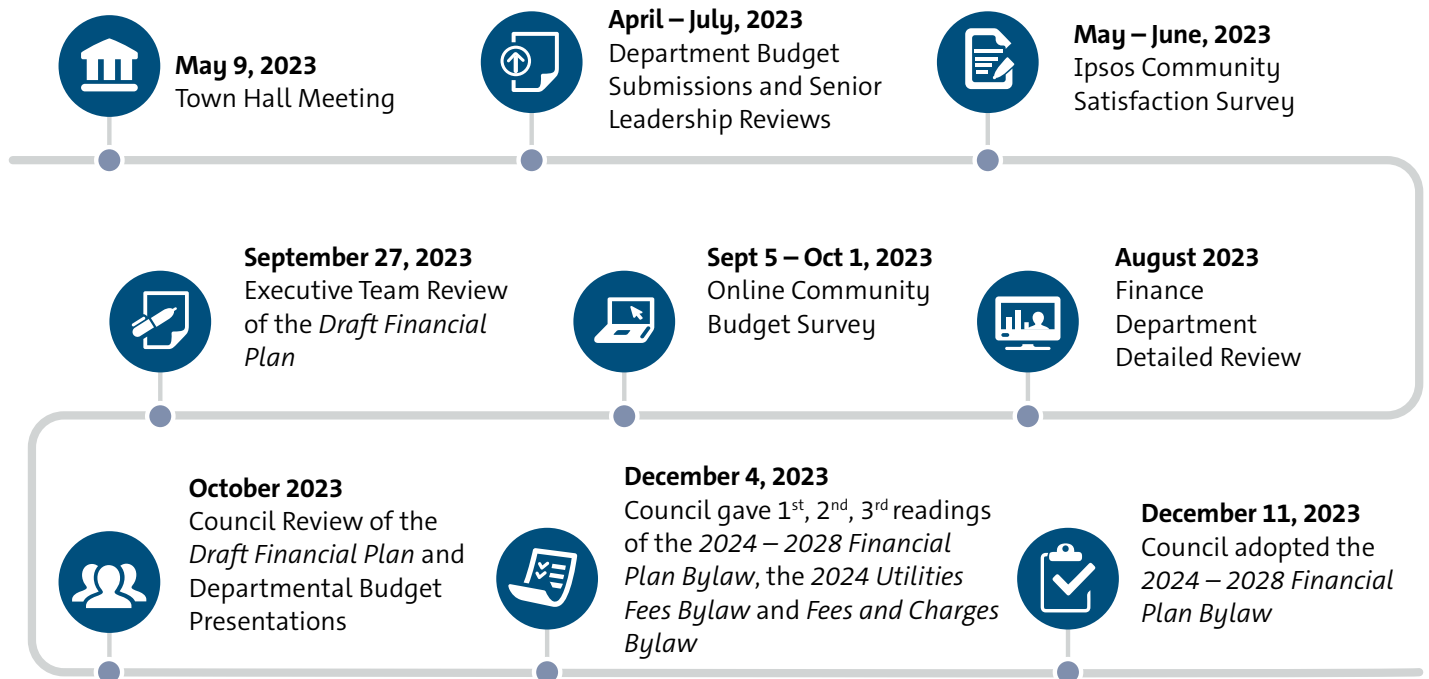 May 9, 2023
Town Hall Meeting
April – July, 2023
Department Budget
Submissions and Senior
Leadership Reviews
May – June, 2023
Ipsos Community
Satisfaction Survey
August 2023
Finance
Department
Detailed Review
Sept 5 – Oct 1, 2023
Online Community
Budget Survey
September 27, 2023
Executive Team Review
of the Draft Financial
Plan
October 2023
Council Review of the
Draft Financial Plan and
Departmental Budget
Presentations
December 4, 2023
Council gave 1st, 2nd, 3rd readings
of the 2024 – 2028 Financial
Plan Bylaw, the 2024 Utilities
Fees Bylaw and Fees and Charges
Bylaw
December 11, 2023
Council adopted the
2024 – 2028 Financial
Plan Bylaw